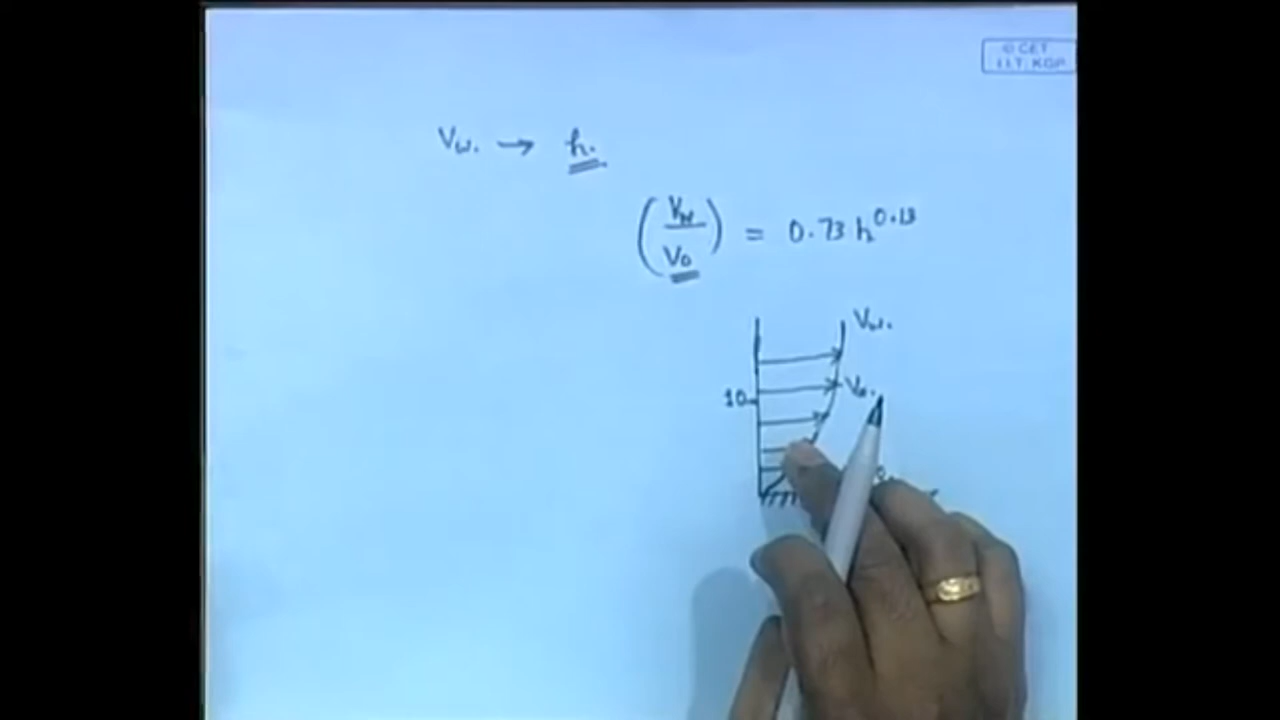 © CET
I.I.T. KGP
Vw. → h.
(Vw/V0) = 0.73 h^0.13
Vw.
10
V0.